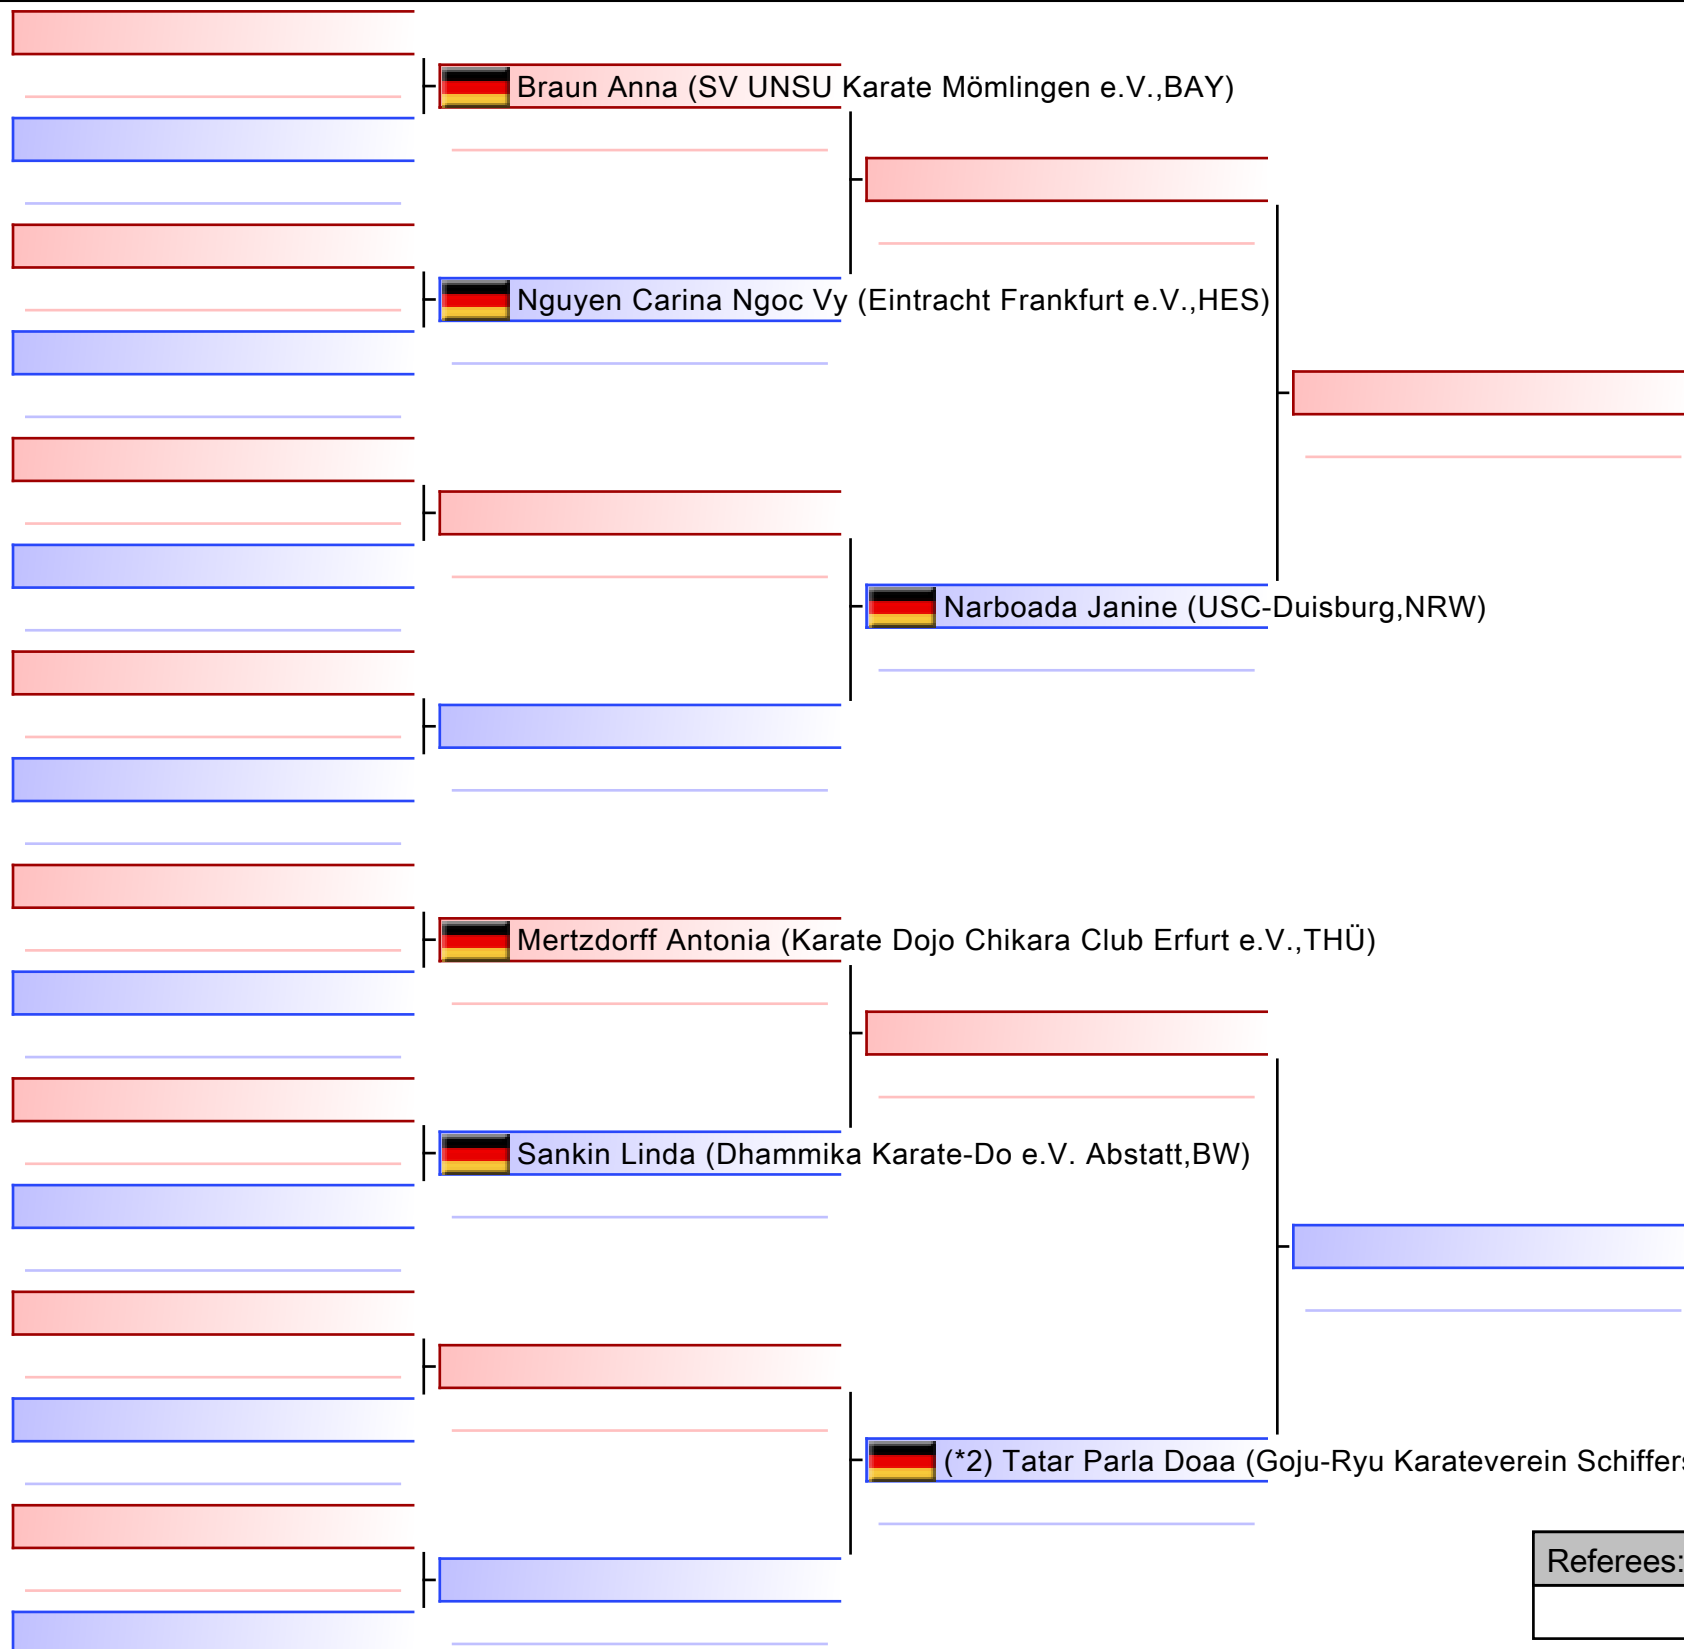 Braun Anna (SV UNSU Karate Mömlingen e.V.,BAY)
Nguyen Carina Ngoc Vy (Eintracht Frankfurt e.V.,HES)
Narboada Janine (USC-Duisburg,NRW)
Mertzdorff Antonia (Karate Dojo Chikara Club Erfurt e.V.,THÜ)
Sankin Linda (Dhammika Karate-Do e.V. Abstatt,BW)
(*2) Tatar Parla Doaa (Goju-Ryu Karateverein
Referees: